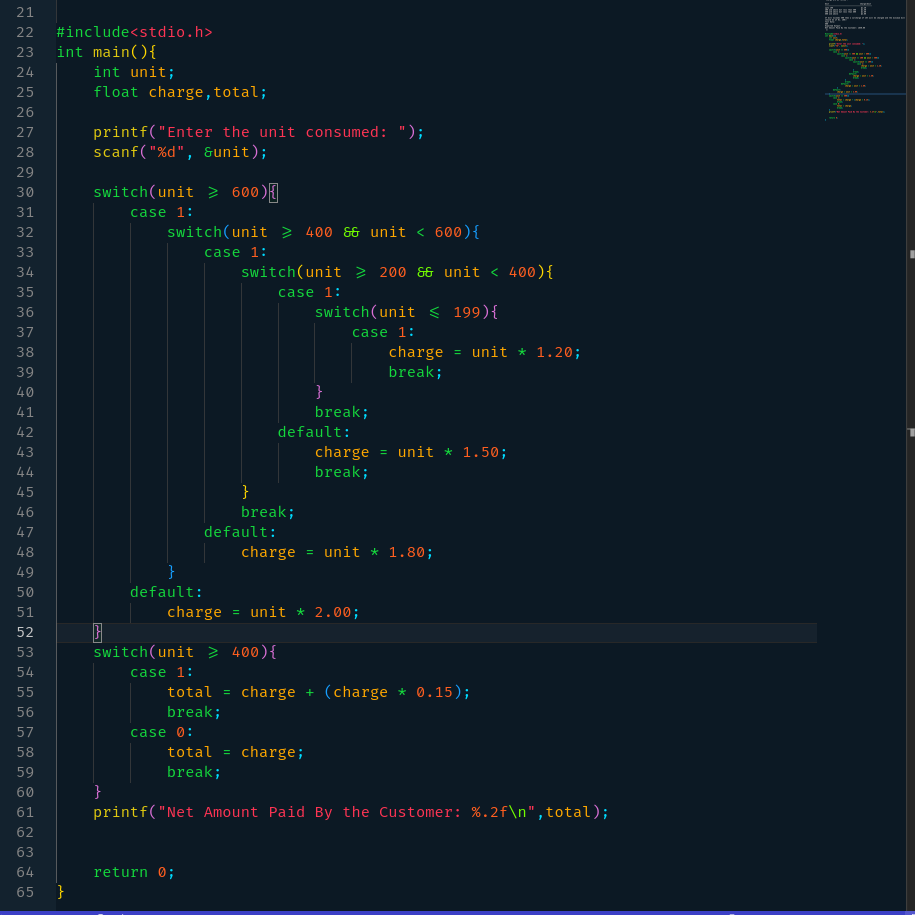 21
22 #include<stdio.h>
23 int main(){
24     int unit;
25     float charge,total;
26
27     printf("Enter the unit consumed: ");
28     scanf("%d", &unit);
29
30     switch(unit >= 600){
31         case 1:
32             switch(unit >= 400 && unit < 600){
33                 case 1:
34                     switch(unit >= 200 && unit < 400){
35                         case 1:
36                             switch(unit <= 199){
37                                 case 1:
38                                     charge = unit * 1.20;
39                                     break;
40                             }
41                             break;
42                         default:
43                             charge = unit * 1.50;
44                             break;
45                     }
46                     break;
47                 default:
48                     charge = unit * 1.80;
49             }
50         default:
51             charge = unit * 2.00;
52     }
53     switch(unit >= 400){
54         case 1:
55             total = charge + (charge * 0.15);
56             break;
57         case 0:
58             total = charge;
59             break;
60     }
61     printf("Net Amount Paid By the Customer: %.2f\n",total);
62
63
64     return 0;
65 }